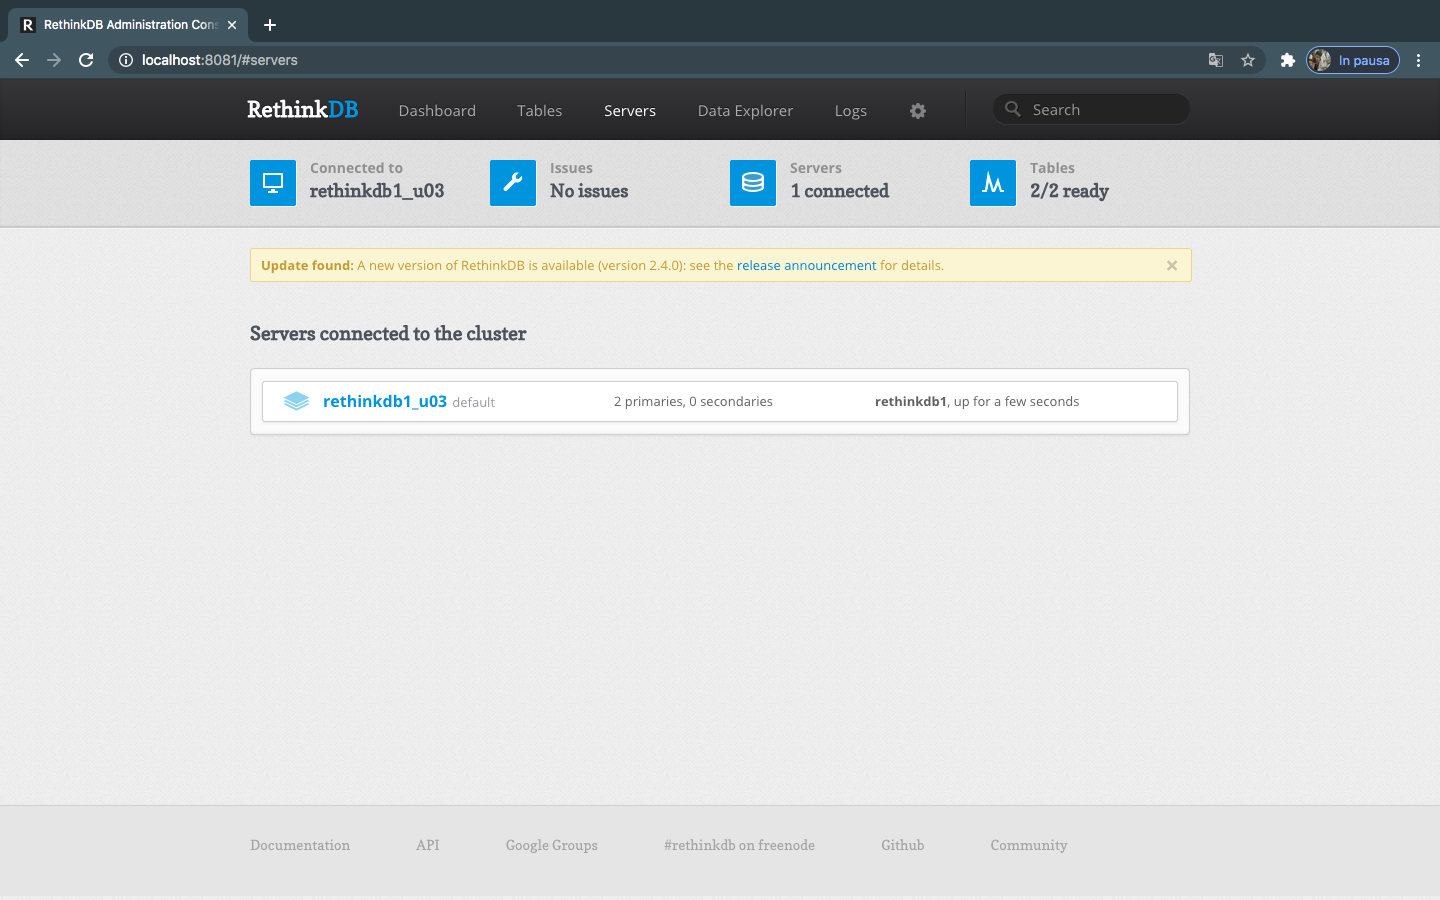 RethinkDB Administration Cons
localhost:8081/#servers
In pausa
RethinkDB Dashboard Tables Servers Data Explorer Logs Search
Connected to
rethinkdb1_u03
Issues
No issues
Servers
1 connected
Tables
2/2 ready
Update found: A new version of RethinkDB is available (version 2.4.0): see the release announcement for details.
Servers connected to the cluster
rethinkdb1_u03 default 2 primaries, 0 secondaries rethinkdb1, up for a few seconds
Documentation API Google Groups #rethinkdb on freenode Github Community